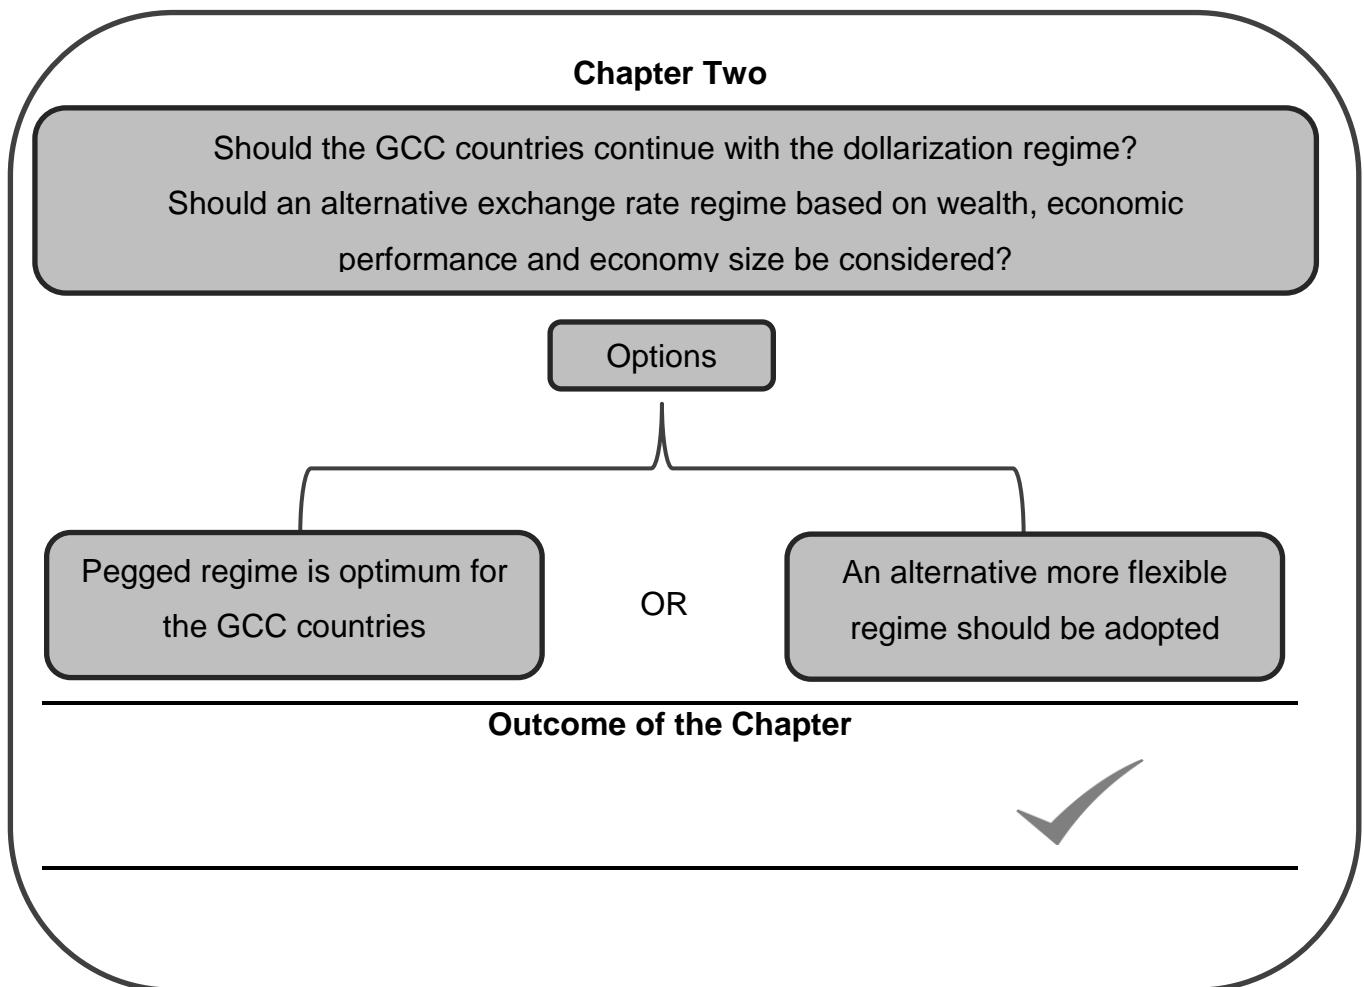 Chapter Two
Should the GCC countries continue with the dollarization regime?
Should an alternative exchange rate regime based on wealth, economic
performance and economy size be considered?
Options
Pegged regime is optimum for
the GCC countries
OR
An alternative more flexible
regime should be adopted
Outcome of the Chapter